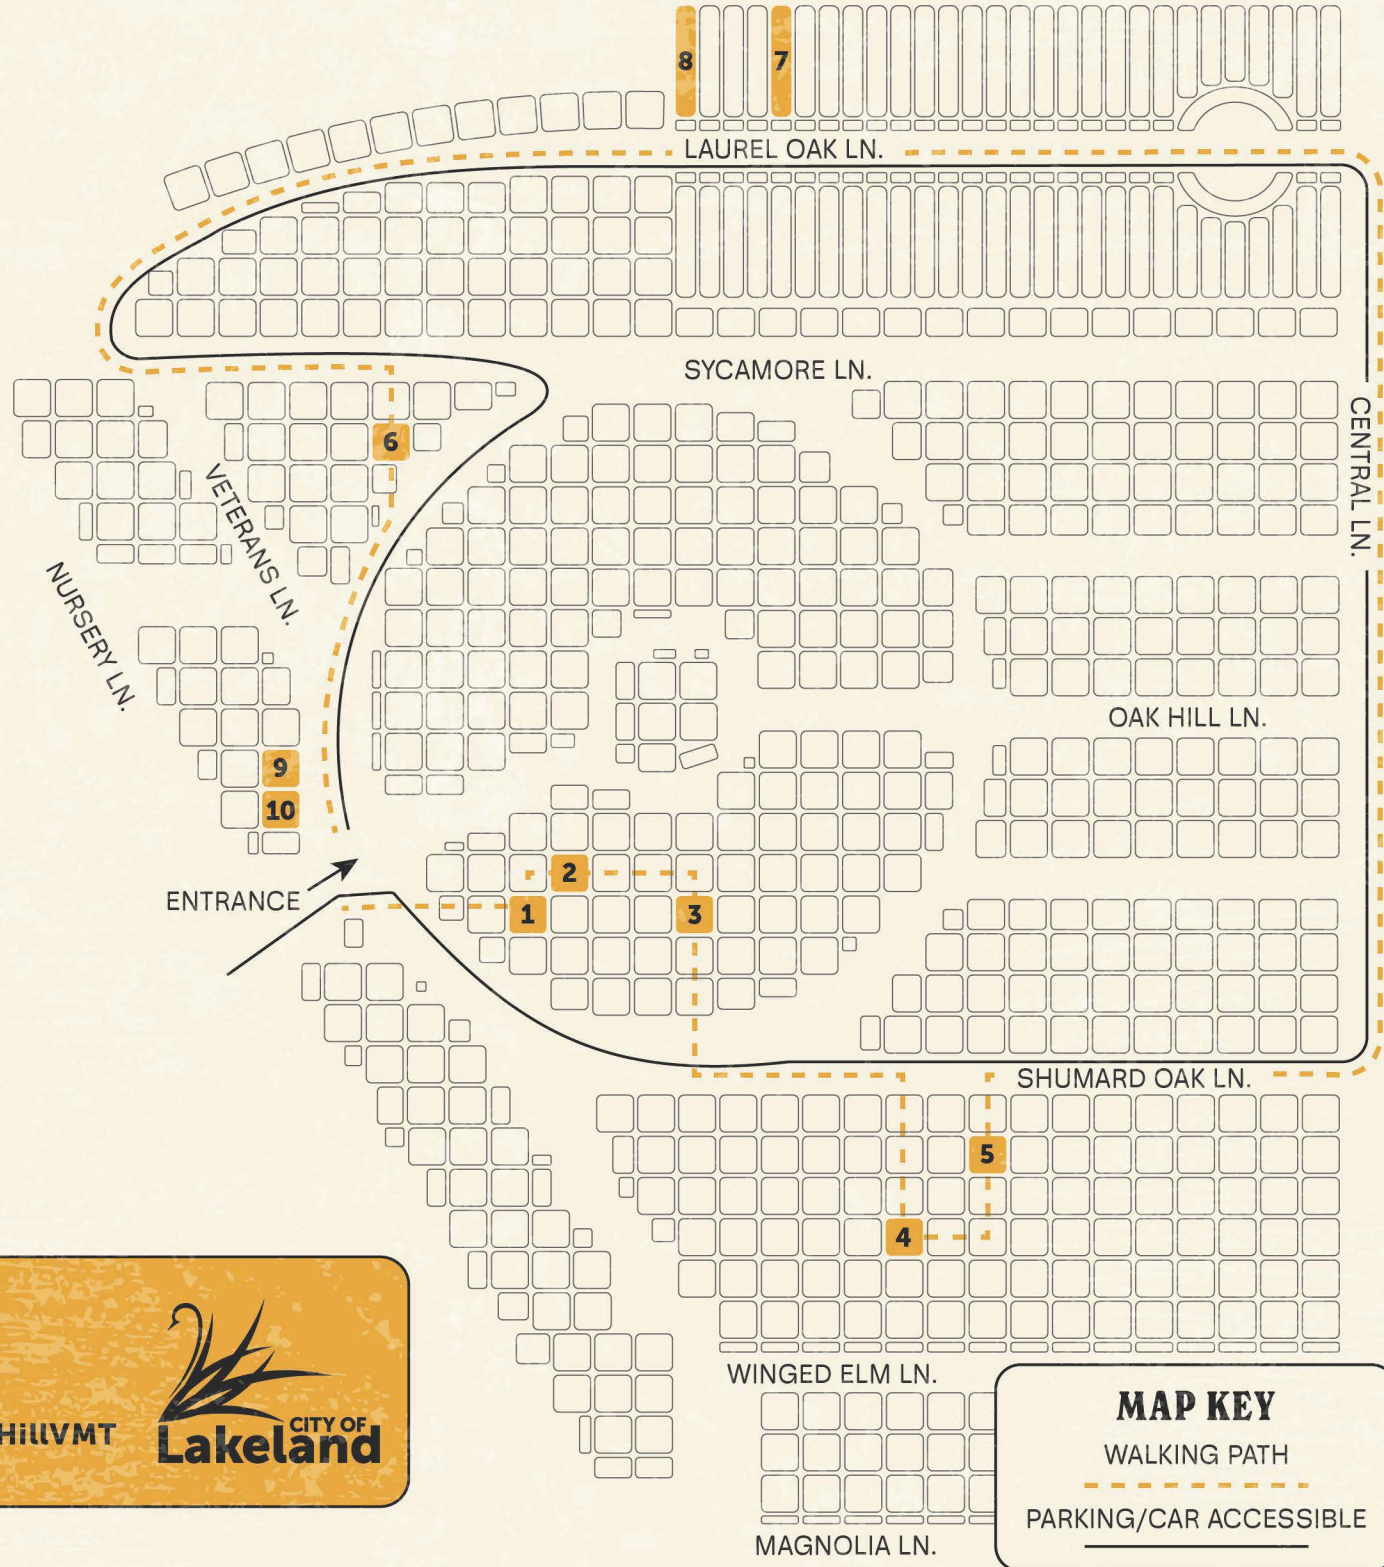 8
7
LAUREL OAK LN.
SYCAMORE LN.
CENTRAL LN.
6
VETERANS LN.
NURSERY LN.
OAK HILL LN.
9
10
2
ENTRANCE
1
3
SHUMARD OAK LN.
5
4
WINGED ELM LN.
MAGNOLIA LN.
HillVMT
CITY OF
Lakeland
MAP KEY
WALKING PATH
PARKING/CAR ACCESSIBLE